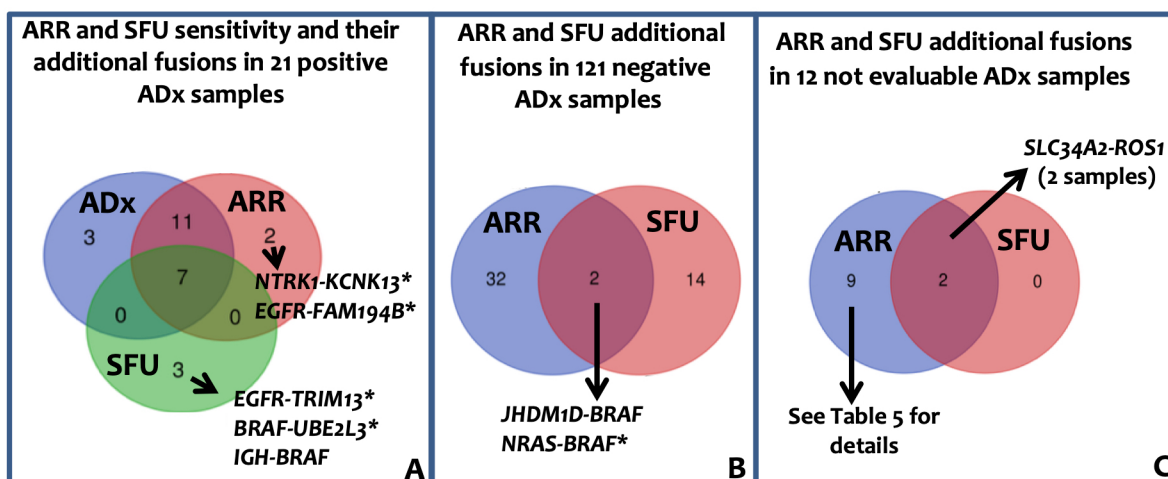 ARR and SFU sensitivity and their
additional fusions in 21 positive
ADx samples
ADx
ARR
3
11
2
7
NTRK1-KCNK13*
EGFR-FAM194B*
0
0
SFU
3
EGFR-TRIM13*
BRAF-UBE2L3*
IGH-BRAF
A
ARR and SFU additional
fusions in 121 negative
ADx samples
ARR
SFU
32
2
14
JHDM1D-BRAF
NRAS-BRAF*
B
ARR and SFU additional fusions
in 12 not evaluable ADx samples
SLC34A2-ROS1
(2 samples)
ARR
SFU
9
2
0
See Table 5 for
details
C